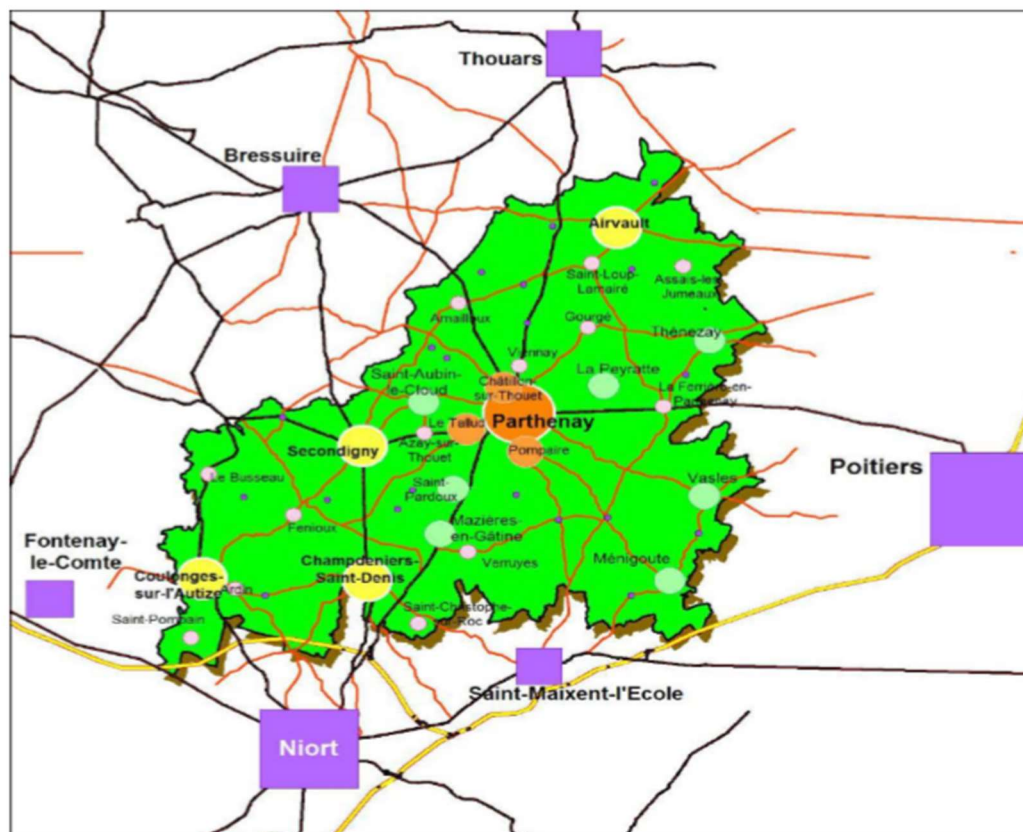 Thouars
Bressuire
Airvault
Saint-Loup-
Lamairé
Assais-les
Jumeaux
Amailloux
Gourgé
Thénezay
Viennay
La Peyratte
Saint-Aubin-
le-Cloud
Châtillon-
sur-Thouet
La Ferrière-en-
Parthenay
Le Tallud
Parthenay
Azay-sur-
Thouet
Pompaire
Secondigny
Poitiers
Le Busseau
Saint-
Pardoux
Vasles
Fenioux
Mazières-
en-Gâtine
Fontenay-
le-Comte
Verruyes
Ménigoute
Champdeniers-
Saint-Denis
Coulonges-
sur-l'Autize
Ardin
Saint-Pompain
Saint-Christophe-
sur-Roc
Saint-Maixent-l'Ecole
Niort